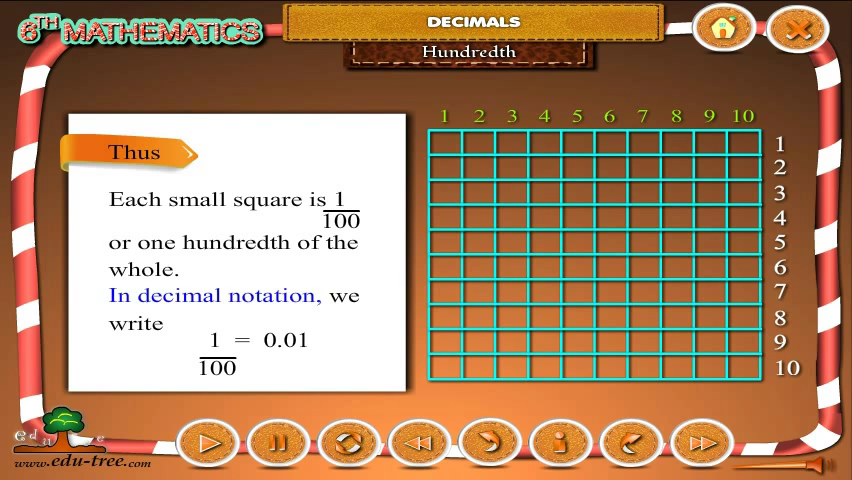 6TH MATHEMATICS
DECIMALS
Hundredth
Thus
Each small square is 1
100
or one hundredth of the
whole.
In decimal notation, we
write
1 = 0.01
100
1 2 3 4 5 6 7 8 9 10
1
2
3
4
5
6
7
8
9
10
edu tree
www.edu-tree.com